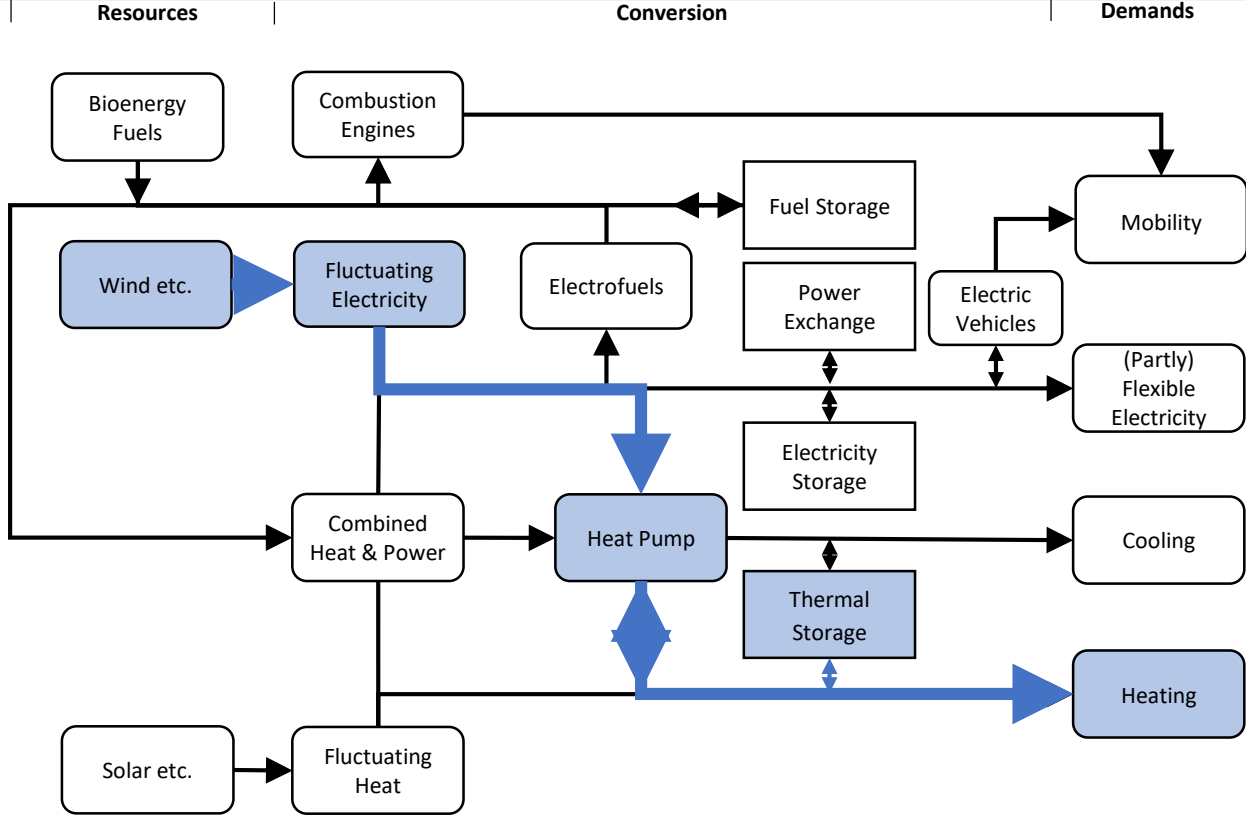 Resources
Conversion
Demands
Bioenergy
Fuels
Combustion
Engines
Fuel Storage
Mobility
Wind etc.
Fluctuating
Electricity
Electrofuels
Power
Exchange
Electric
Vehicles
(Partly)
Flexible
Electricity
Electricity
Storage
Combined
Heat & Power
Heat Pump
Cooling
Thermal
Storage
Heating
Solar etc.
Fluctuating
Heat